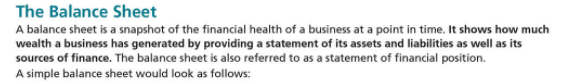 The Balance Sheet
A balance sheet is a snapshot of the financial health of a business at a point in time. It shows how much
wealth a business has generated by providing a statement of its assets and liabilities as well as its
sources of finance. The balance sheet is also referred to as a statement of financial position.
A simple balance sheet would look as follows: